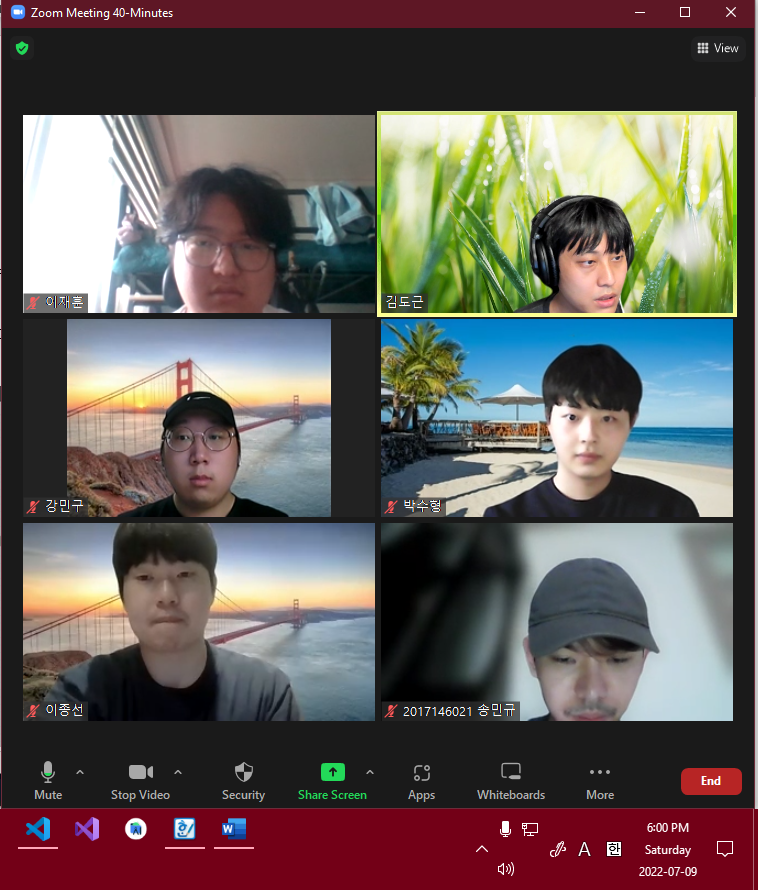 Zoom Meeting 40-Minutes
View
이재훈
김도근
강민구
박수형
이종선
2017146021 송민규
Mute
Stop Video
Security
Share Screen
Apps
Whiteboards
More
End
W
6:00 PM
A
한
Saturday
2022-07-09